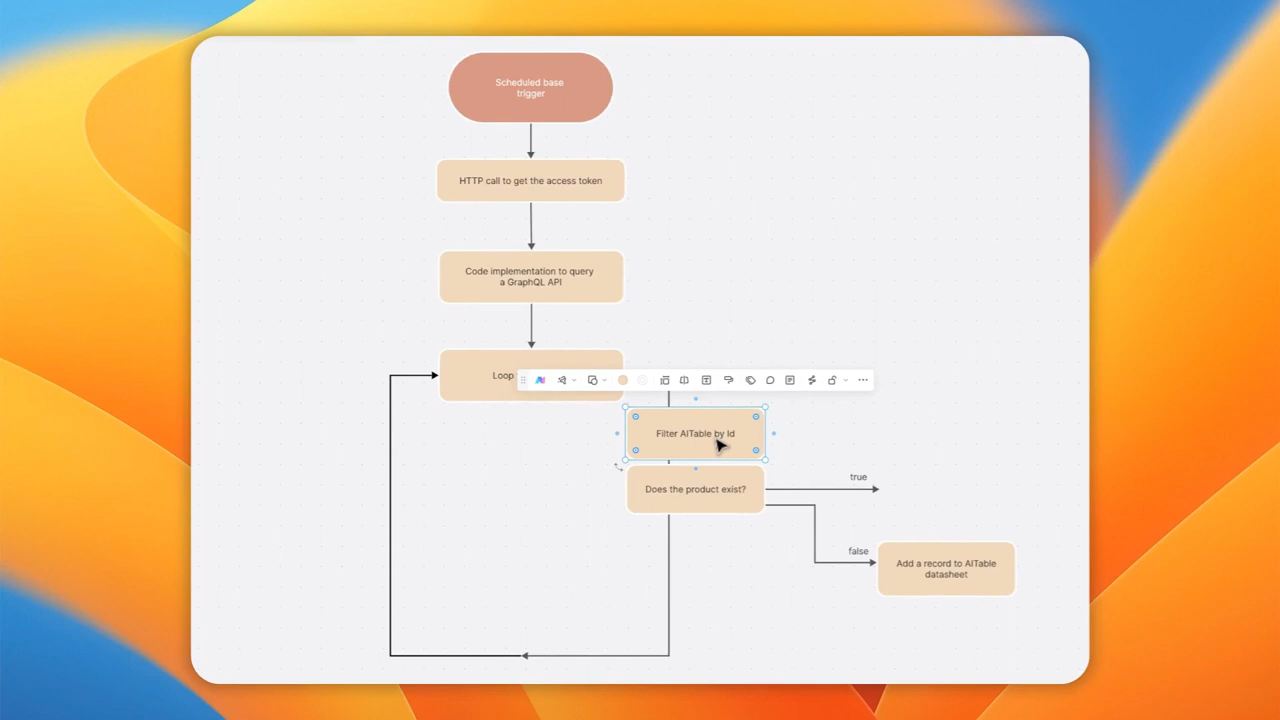 Scheduled base
trigger
HTTP call to get the access token
Code implementation to query
a GraphQL API
Loop
Filter AITable by Id
Does the product exist?
true
false
Add a record to AITable
datasheet